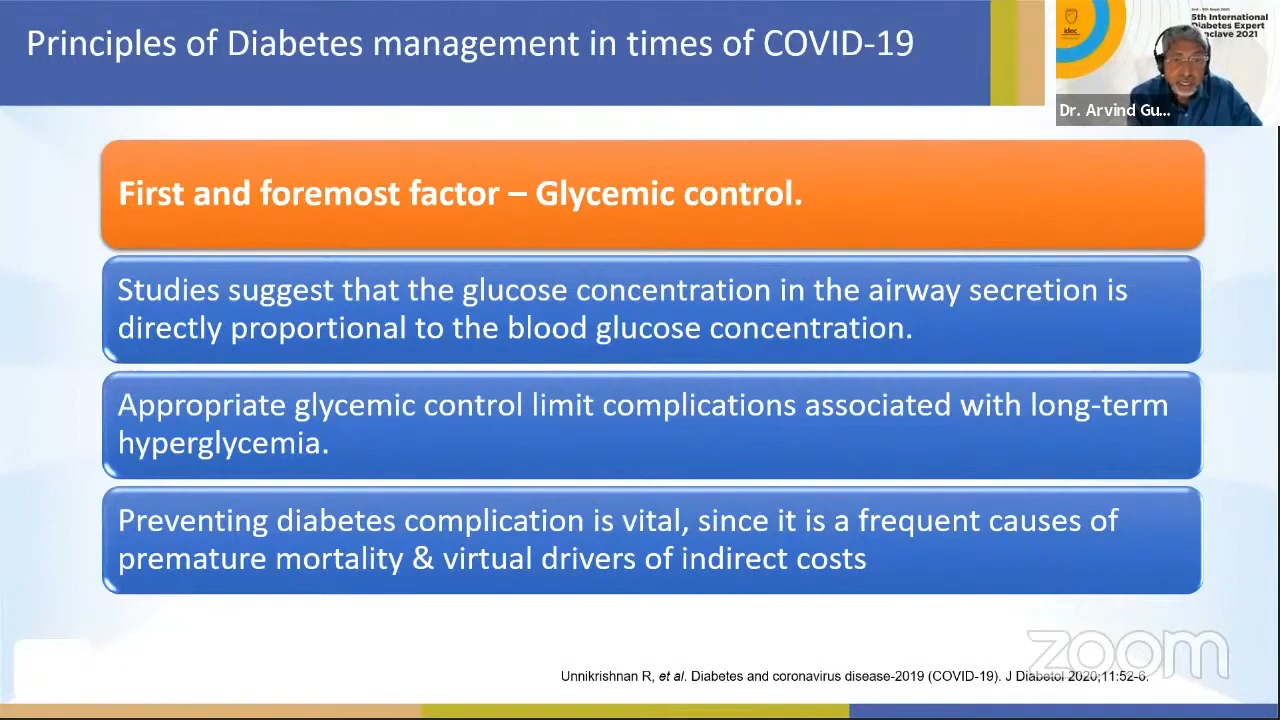 Principles of Diabetes management in times of COVID-19
5th International
Diabetes Expert
nclave 2021
idec
Dr. Arvind Gu...
First and foremost factor – Glycemic control.
Studies suggest that the glucose concentration in the airway secretion is
directly proportional to the blood glucose concentration.
Appropriate glycemic control limit complications associated with long-term
hyperglycemia.
Preventing diabetes complication is vital, since it is a frequent causes of
premature mortality & virtual drivers of indirect costs
zoom
Unnikrishnan R, et al. Diabetes and coronavirus disease-2019 (COVID-19). J Diabetol 2020;11:52-6.